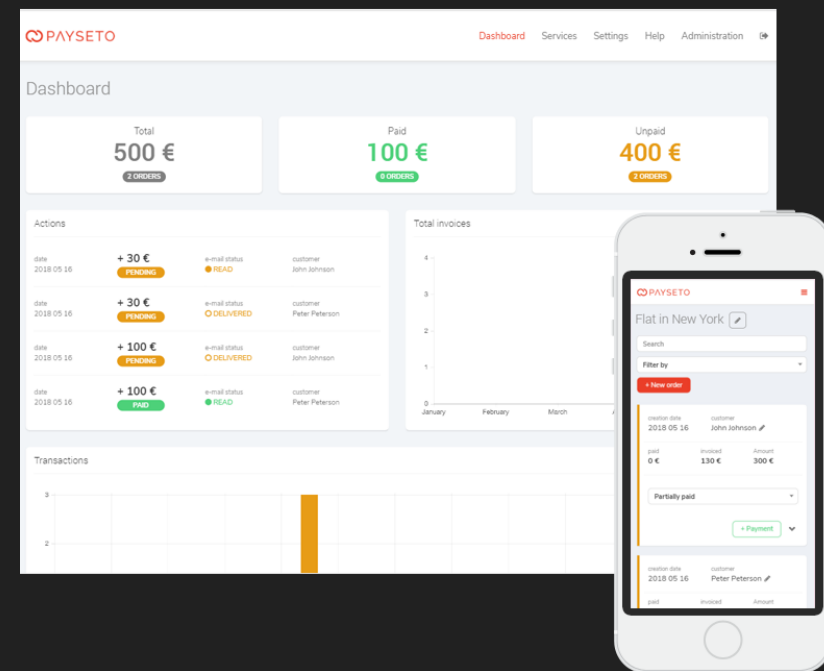 PAYSETO
Dashboard Services Settings Help Administration
Dashboard
Total
500 €
2 ORDERS
Paid
100 €
0 ORDERS
Unpaid
400 €
2 ORDERS
Actions
date + 30 € e-mail status customer
2018 05 16 PENDING READ John Johnson
date + 30 € e-mail status customer
2018 05 16 PENDING DELIVERED Peter Peterson
date + 100 € e-mail status customer
2018 05 16 PENDING DELIVERED John Johnson
date + 100 € e-mail status customer
2018 05 16 PAID READ Peter Peterson
Total invoices
4
3
2
1
0
January February March
Transactions
3
2
PAYSETO
Flat in New York
Search
Filter by
+ New order
creation date customer
2018 05 16 John Johnson
paid invoiced Amount
0 € 130 € 300 €
Partially paid
+ Payment
creation date customer
2018 05 16 Peter Peterson
paid invoiced Amount